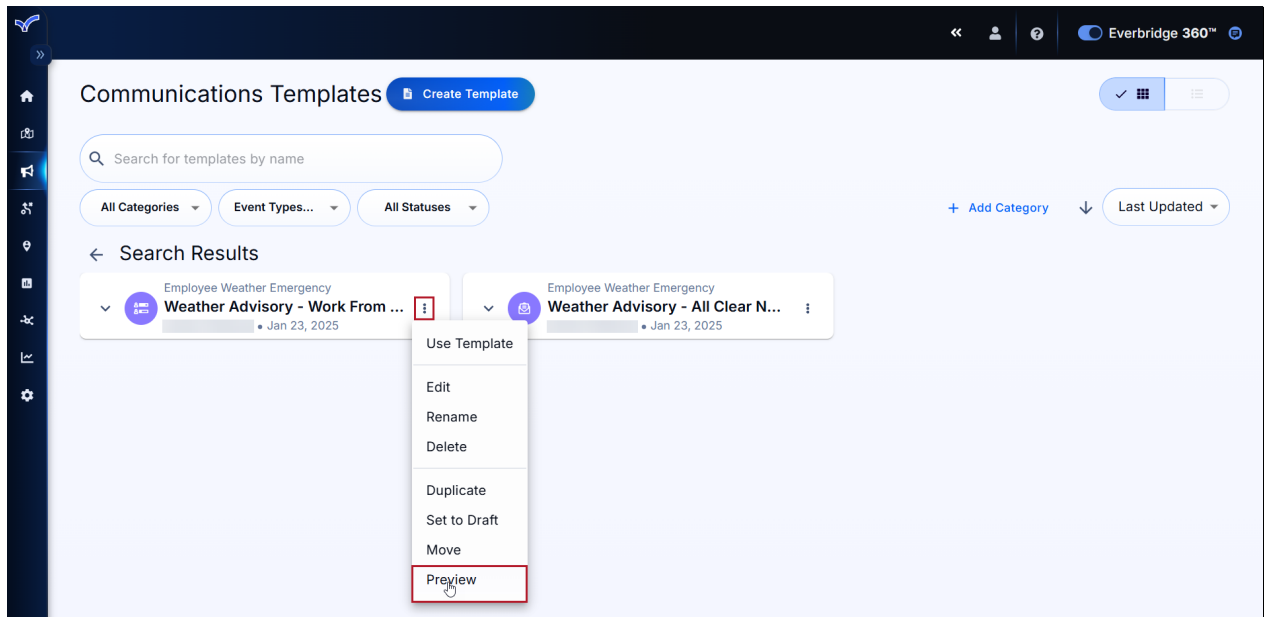 Everbridge 360™
Communications Templates
Create Template
Search for templates by name
All Categories
Event Types...
All Statuses
+ Add Category
Last Updated
Search Results
Employee Weather Emergency
Weather Advisory - Work From ...
• Jan 23, 2025
Employee Weather Emergency
Weather Advisory - All Clear N...
• Jan 23, 2025
Use Template
Edit
Rename
Delete
Duplicate
Set to Draft
Move
Preview